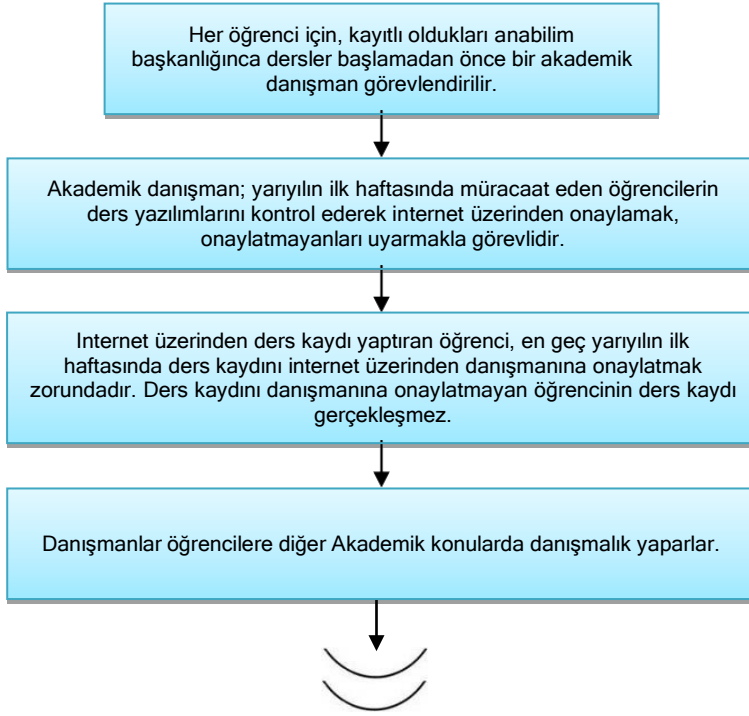 Her öğrenci için, kayıtlı oldukları anabilim
başkanlığınca dersler başlamadan önce bir akademik
danışman görevlendirilir.
Akademik danışman; yarıyılın ilk haftasında müracaat eden öğrencilerin
ders yazılımlarını kontrol ederek internet üzerinden onaylamak,
onaylatmayanları uyarmakla görevlidir.
Internet üzerinden ders kaydı yaptıran öğrenci, en geç yarıyılın ilk
haftasında ders kaydını internet üzerinden danışmanına onaylatmak
zorundadır. Ders kaydını danışmanına onaylatmayan öğrencinin ders kaydı
gerçekleşmez.
Danışmanlar öğrencilere diğer Akademik konularda danışmalık yaparlar.